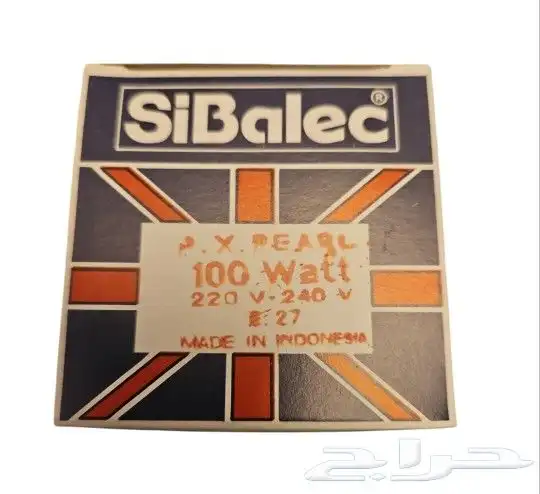 SiBalec®
P.X.PEARL
100 Watt
220 V-240 V
E.27
MADE IN INDONESIA
حراج